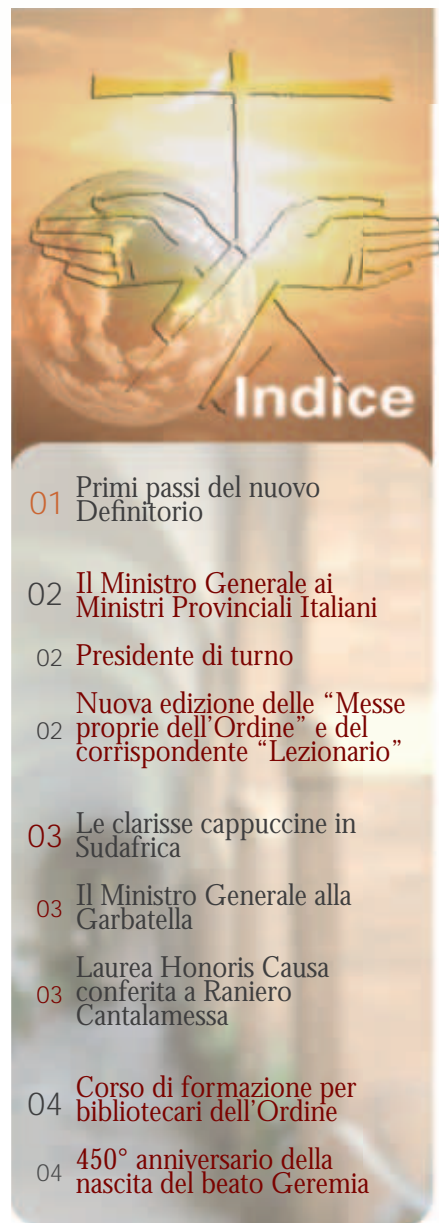 Indice
01 Primi passi del nuovo
Definitorio
02 Il Ministro Generale ai
Ministri Provinciali Italiani
02 Presidente di turno
Nuova edizione delle “Messe
02 proprie dell’Ordine” e del
corrispondente “Lezionario”
03 Le clarisse cappuccine in
Sudafrica
03 Il Ministro Generale alla
Garbatella
Laurea Honoris Causa
03 conferita a Raniero
Cantalamessa
04 Corso di formazione per
bibliotecari dell’Ordine
04 450° anniversario della
nascita del beato Geremia